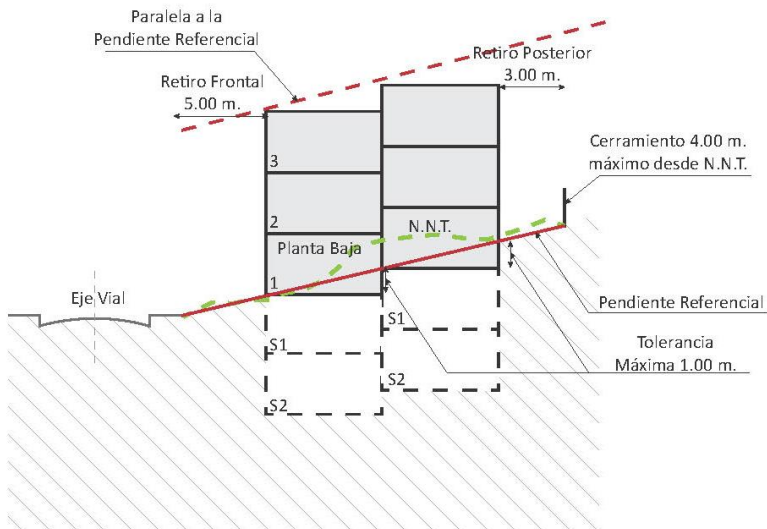 Paralela a la
Pendiente Referencial
Retiro Posterior
3.00 m.
Retiro Frontal
5.00 m.
Cerramiento 4.00 m.
máximo desde N.N.T.
3
2
N.N.T.
Planta Baja
1
Eje Vial
Pendiente Referencial
S1
S1
Tolerancia
Máxima 1.00 m.
S2
S2